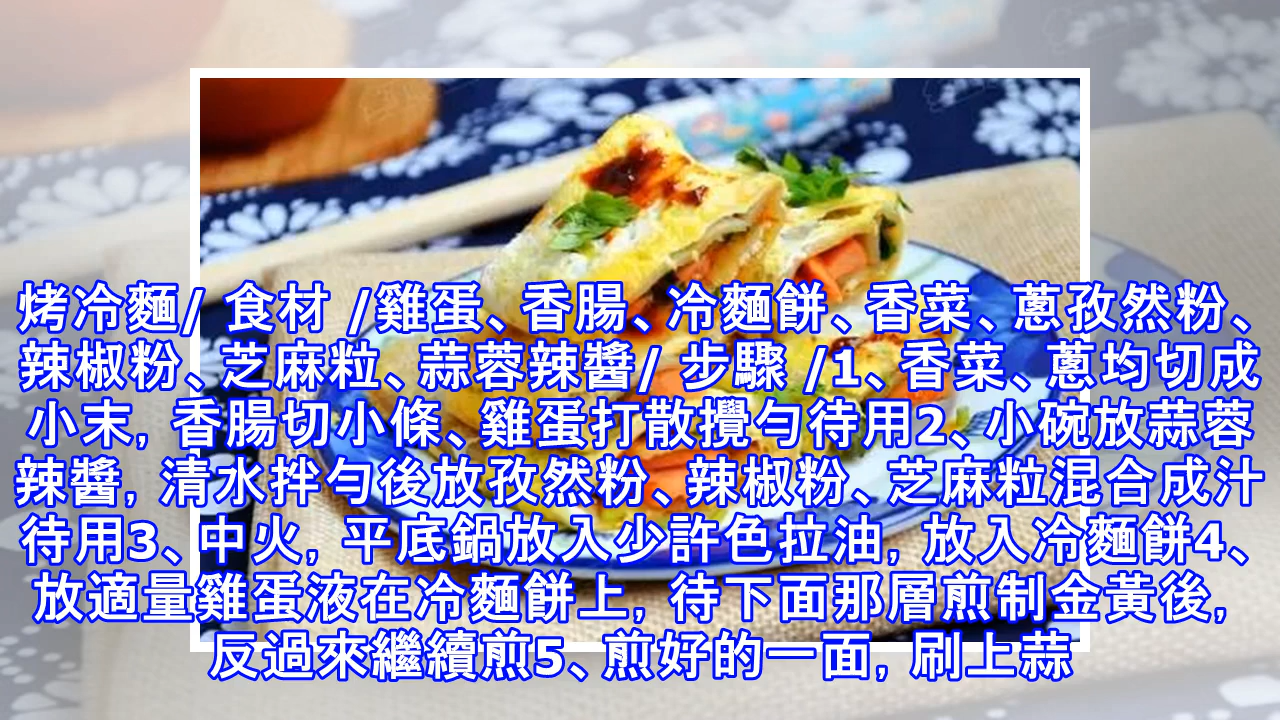 烤冷麵/ 食材 /雞蛋、香腸、冷麵餅、香菜、蔥孜然粉、
辣椒粉、芝麻粒、蒜蓉辣醬/ 步驟 /1、香菜、蔥均切成
小末, 香腸切小條、雞蛋打散攪勻待用2、小碗放蒜蓉
辣醬, 清水拌勻後放孜然粉、辣椒粉、芝麻粒混合成汁
待用3、中火, 平底鍋放入少許色拉油, 放入冷麵餅4、
放適量雞蛋液在冷麵餅上, 待下面那層煎制金黃後,
反過來繼續煎5、煎好的一面, 刷上蒜